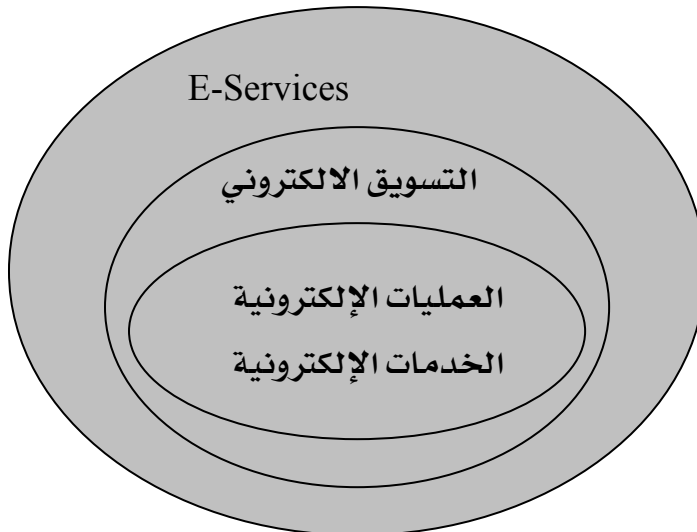 E-Services
التسويق الالكتروني
العمليات الإلكترونية
الخدمات الإلكترونية